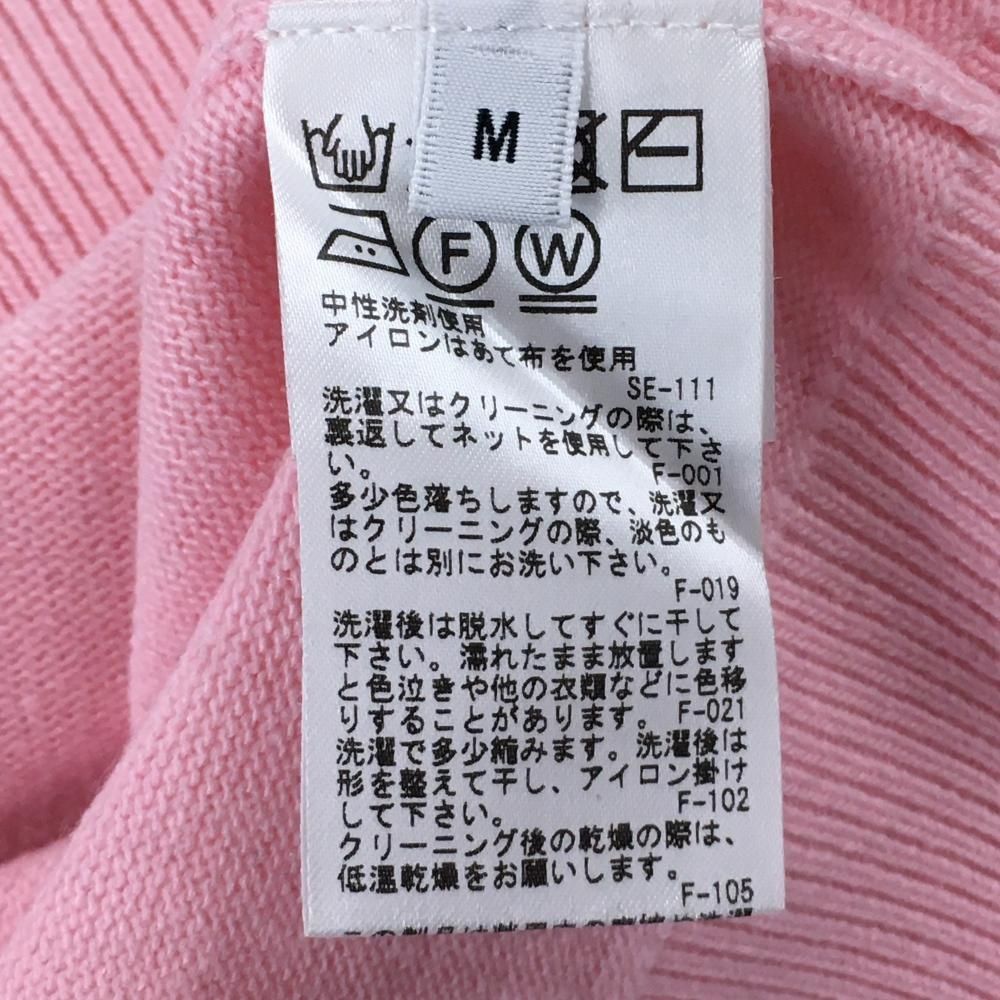 M
F W
中性洗剤使用
アイロンはあて布を使用
SE-111
洗濯又はクリーニングの際は、
裏返してネットを使用して下さ
い。 F-001
多少色落ちしますので、洗濯又
はクリーニングの際、淡色のも
のとは別にお洗い下さい。
F-019
洗濯後は脱水してすぐに干して
下さい。濡れたまま放置します
と色泣きや他の衣類などに色移
りすることがあります。 F-021
洗濯で多少縮みます。洗濯後は
形を整えて干し、アイロン掛け
して下さい。 F-102
クリーニング後の乾燥の際は、
低温乾燥をお願いします。
F-105